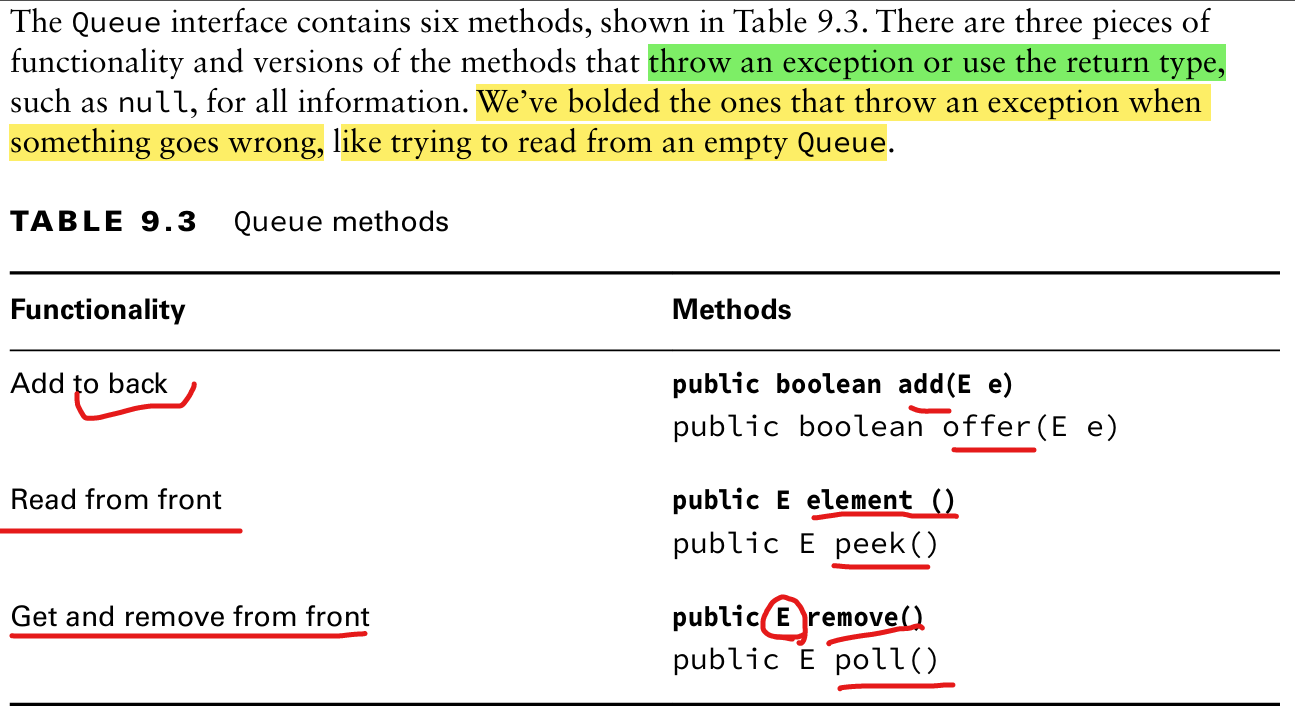 The Queue interface contains six methods, shown in Table 9.3. There are three pieces of
functionality and versions of the methods that throw an exception or use the return type,
such as null, for all information. We’ve bolded the ones that throw an exception when
something goes wrong, like trying to read from an empty Queue.
TABLE 9.3 Queue methods
Functionality Methods
Add to back public boolean add(E e)
public boolean offer(E e)
Read from front public E element ()
public E peek()
Get and remove from front public E remove()
public E poll()